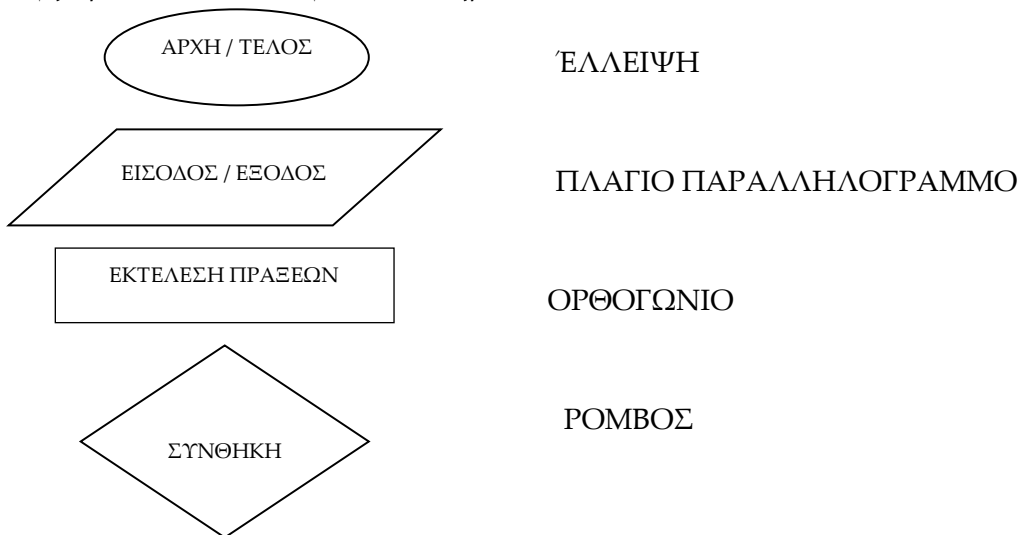 ΑΡΧΗ / ΤΕΛΟΣ
ΈΛΛΕΙΨΗ
ΕΙΣΟΔΟΣ / ΕΞΟΔΟΣ
ΠΛΑΓΙΟ ΠΑΡΑΛΛΗΛΟΓΡΑΜΜΟ
ΕΚΤΕΛΕΣΗ ΠΡΑΞΕΩΝ
ΟΡΘΟΓΩΝΙΟ
ΡΟΜΒΟΣ
ΣΥΝΘΗΚΗ